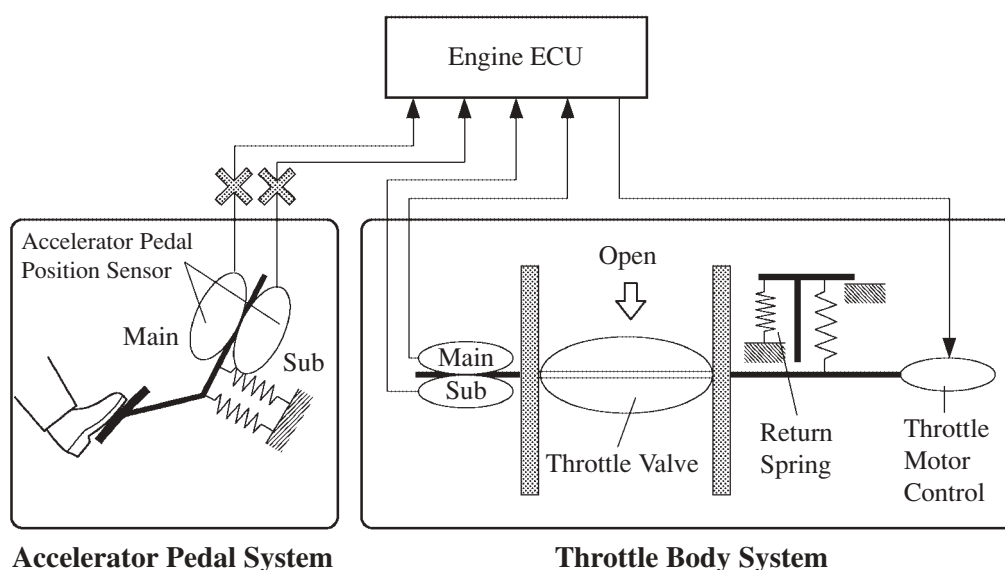 Engine ECU
Accelerator Pedal
Position Sensor
Main
Sub
Open
Main
Sub
Throttle Valve
Return
Spring
Throttle
Motor
Control
Accelerator Pedal System
Throttle Body System